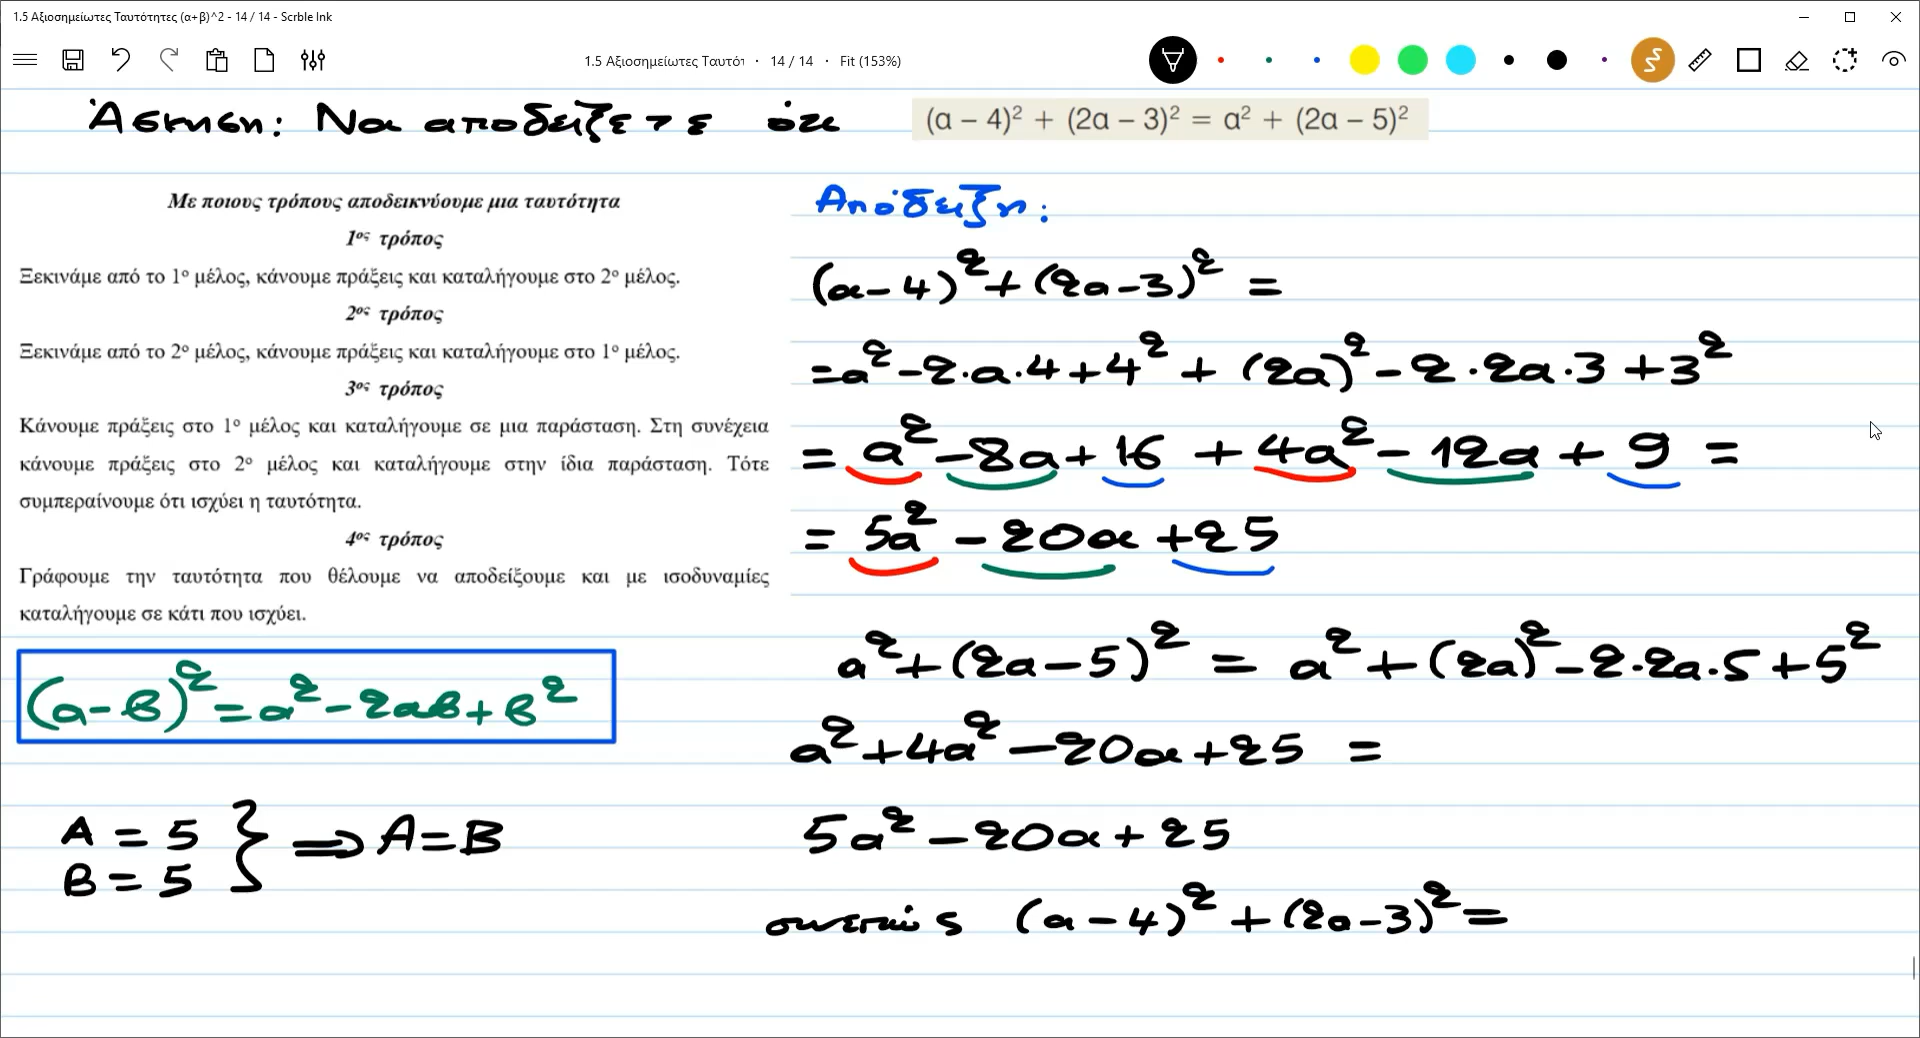 1.5 Αξιοσημείωτες Ταυτότητες (α+β)^2 - 14 / 14 - Scrble Ink
1.5 Αξιοσημείωτες Ταυτότ · 14 / 14 · Fit (153%)
Άσκηση: Να αποδείξετε ότι (α – 4)² + (2α – 3)² = α² + (2α – 5)²
Με ποιους τρόπους αποδεικνύουμε μια ταυτότητα
1ος τρόπος
Ξεκινάμε από το 1ο μέλος, κάνουμε πράξεις και καταλήγουμε στο 2ο μέλος.
2ος τρόπος
Ξεκινάμε από το 2ο μέλος, κάνουμε πράξεις και καταλήγουμε στο 1ο μέλος.
3ος τρόπος
Κάνουμε πράξεις στο 1ο μέλος και καταλήγουμε σε μια παράσταση. Στη συνέχεια
κάνουμε πράξεις στο 2ο μέλος και καταλήγουμε στην ίδια παράσταση. Τότε
συμπεραίνουμε ότι ισχύει η ταυτότητα.
4ος τρόπος
Γράφουμε την ταυτότητα που θέλουμε να αποδείξουμε και με ισοδυναμίες
καταλήγουμε σε κάτι που ισχύει.
(α-β)² = α² - 2αβ + β²
A = 5
B = 5 } ⇒ A = B
Απόδειξη:
(α - 4)² + (2α - 3)² =
= α² - 2·α·4 + 4² + (2α)² - 2·2α·3 + 3²
= α² - 8α + 16 + 4α² - 12α + 9 =
= 5α² - 20α + 25
α² + (2α - 5)² = α² + (2α)² - 2·2α·5 + 5²
α² + 4α² - 20α + 25 =
5α² - 20α + 25
συνεπώς (α - 4)² + (2α - 3)² =